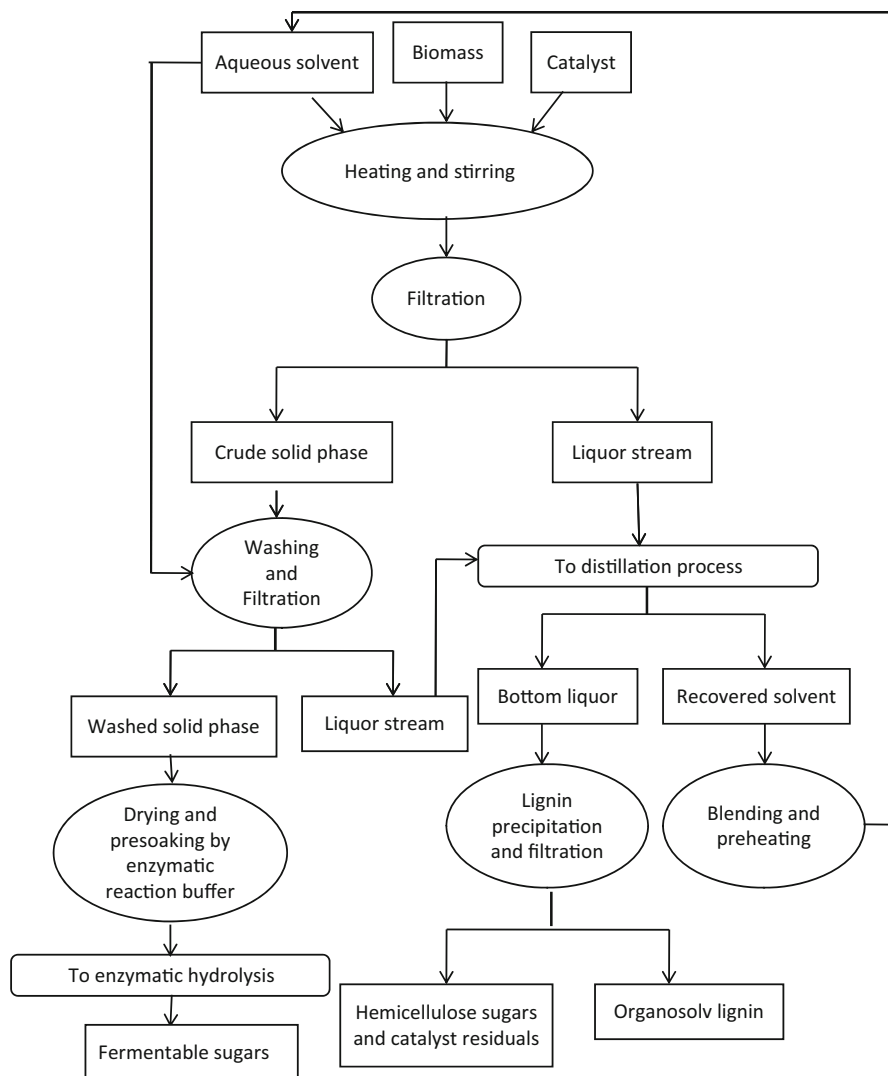 Aqueous solvent
Biomass
Catalyst
Heating and stirring
Filtration
Crude solid phase
Liquor stream
Washing
and
Filtration
To distillation process
Washed solid phase
Liquor stream
Bottom liquor
Recovered solvent
Drying and
presoaking by
enzymatic
reaction buffer
Lignin
precipitation
and filtration
Blending and
preheating
To enzymatic hydrolysis
Hemicellulose sugars
and catalyst residuals
Organosolv lignin
Fermentable sugars